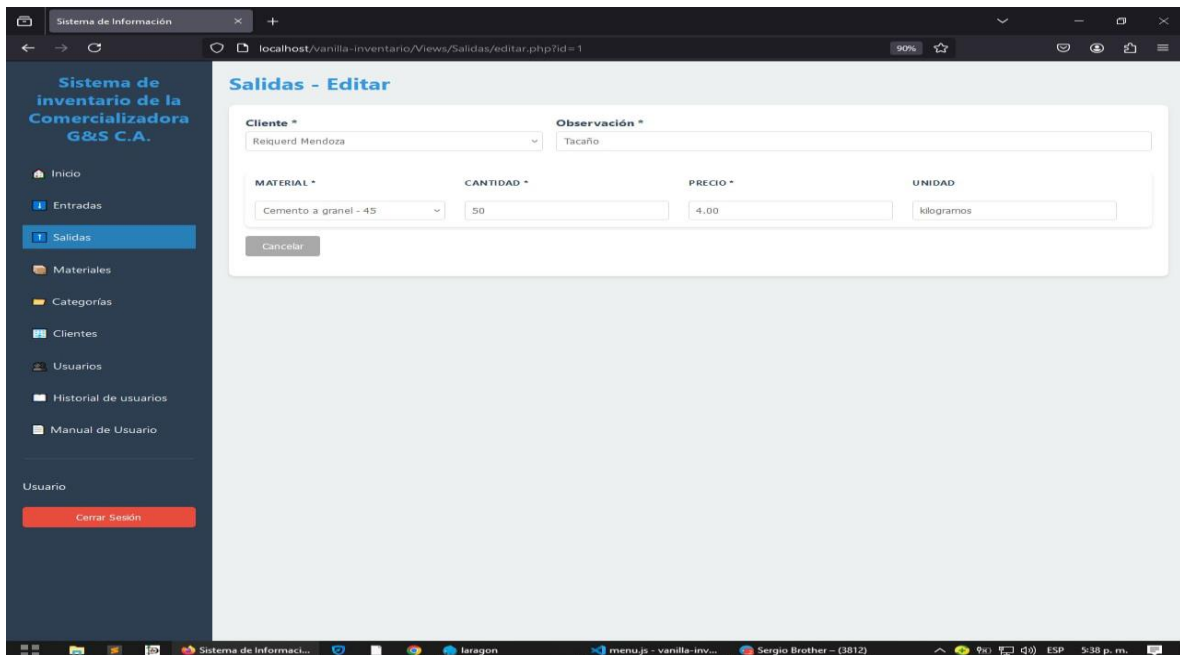 Sistema de Información
localhost/vanilla-inventario/Views/Salidas/editar.php?id=1
90%
Sistema de
inventario de la
Comercializadora
G&S C.A.
Inicio
Entradas
Salidas
Materiales
Categorías
Clientes
Usuarios
Historial de usuarios
Manual de Usuario
Usuario
Cerrar Sesión
Salidas - Editar
Cliente *
Observación *
Reiquerd Mendoza
Tacaño
MATERIAL *
CANTIDAD *
PRECIO *
UNIDAD
Cemento a granel - 45
50
4.00
kilogramos
Cancelar
Sistema de Informaci...
laragon
menu.js - vanilla-inv...
Sergio Brother – (3812)
ESP
5:38 p. m.